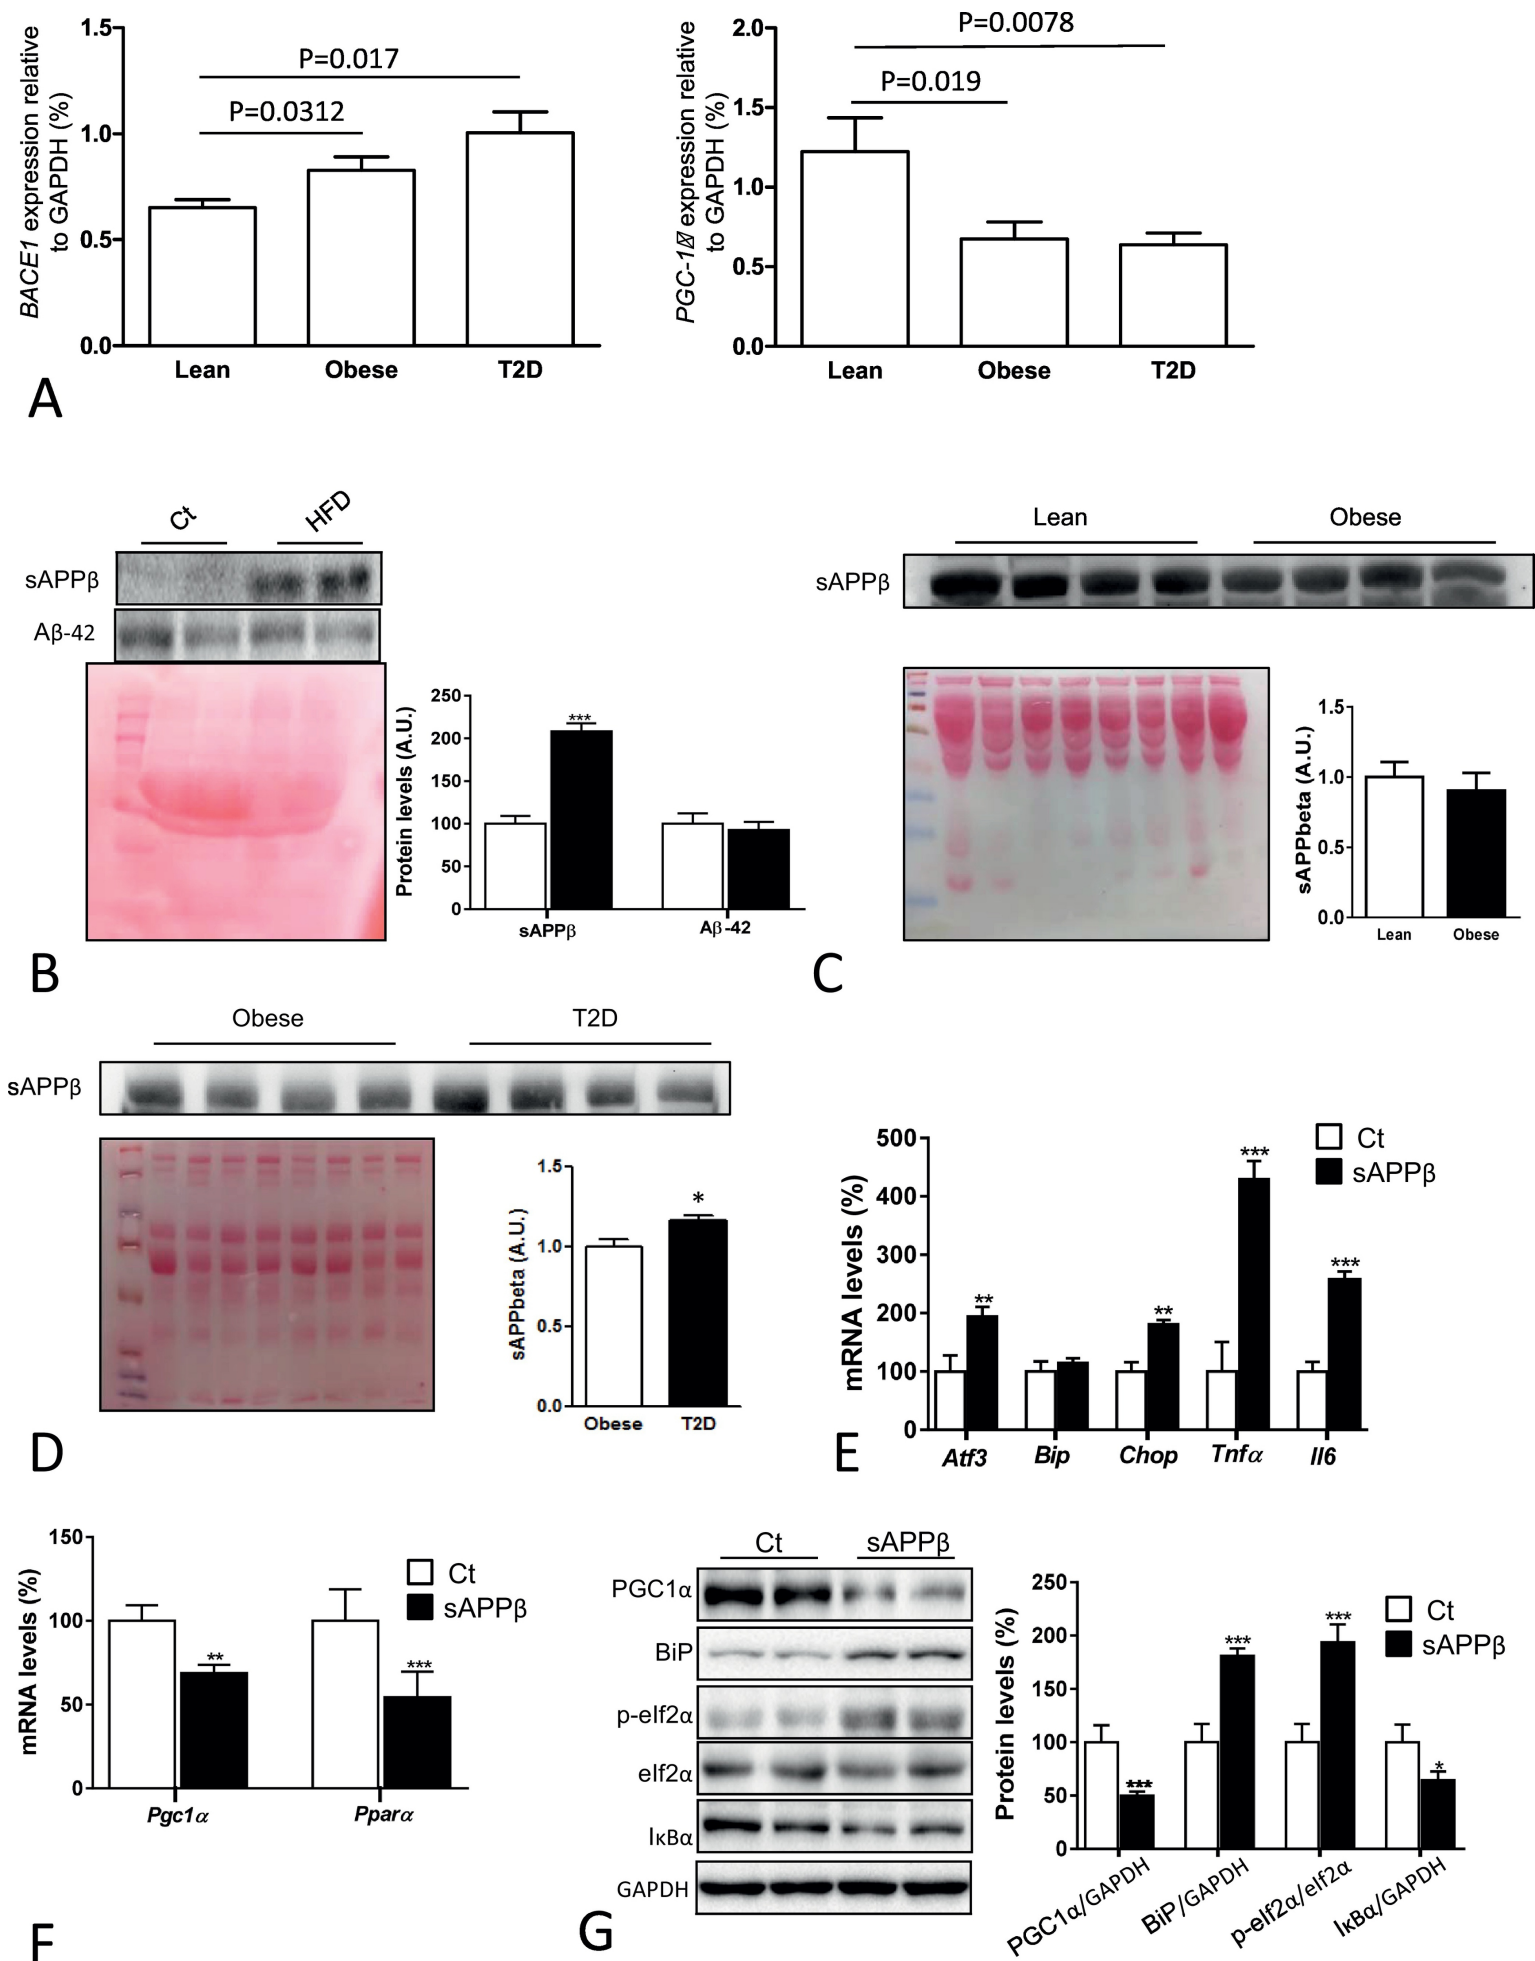 BACE1 expression relative
to GAPDH (%)
1.5
1.0
0.5
0.0
P=0.017
P=0.0312
Lean Obese T2D
PGC-1 expression relative
to GAPDH (%)
2.0
1.5
1.0
0.5
0.0
P=0.0078
P=0.019
Lean Obese T2D
A
Ct HFD
sAPPβ
Aβ-42
Protein levels (A.U.)
250
200
150
100
50
0
***
sAPPβ Aβ-42
B
Lean Obese
sAPPβ
sAPPbeta (A.U.)
1.5
1.0
0.5
0.0
Lean Obese
C
Obese T2D
sAPPβ
sAPPbeta (A.U.)
1.5
1.0
0.5
0.0
*
Obese T2D
D
mRNA levels (%)
500
400
300
200
100
0
Ct
sAPPβ
** ** *** ***
Atf3 Bip Chop Tnfα Il6
E
mRNA levels (%)
150
100
50
0
Ct
sAPPβ
** ***
Pgc1α Pparα
F
Ct sAPPβ
PGC1α
BiP
p-eIf2α
eIf2α
IκBα
GAPDH
Protein levels (%)
250
200
150
100
50
0
Ct
sAPPβ
*** *** *** *
PGC1α/GAPDH
BiP/GAPDH
p-eIf2α/eIf2α
IκBα/GAPDH
G